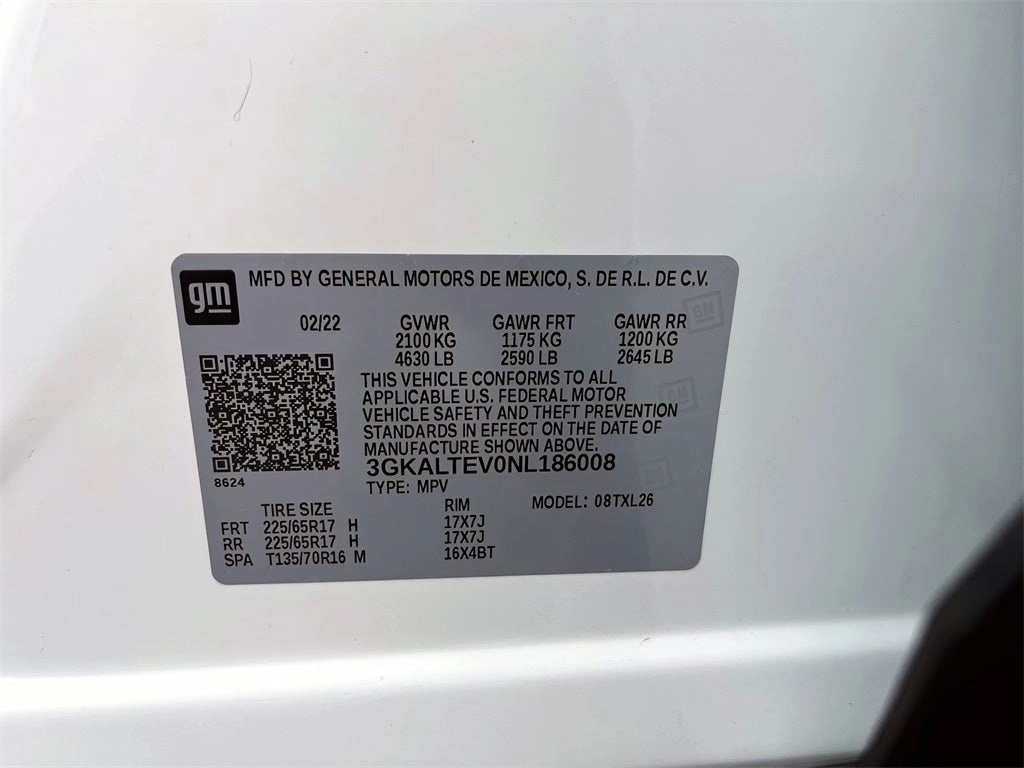 gm
MFD BY GENERAL MOTORS DE MEXICO, S. DE R.L. DE C.V.
02/22 GVWR GAWR FRT GAWR RR
2100 KG 1175 KG 1200 KG
4630 LB 2590 LB 2645 LB
THIS VEHICLE CONFORMS TO ALL
APPLICABLE U.S. FEDERAL MOTOR
VEHICLE SAFETY AND THEFT PREVENTION
STANDARDS IN EFFECT ON THE DATE OF
MANUFACTURE SHOWN ABOVE.
3GKALTEV0NL186008
8624
TYPE: MPV
TIRE SIZE RIM MODEL: 08TXL26
FRT 225/65R17 H 17X7J
RR 225/65R17 H 17X7J
SPA T135/70R16 M 16X4BT